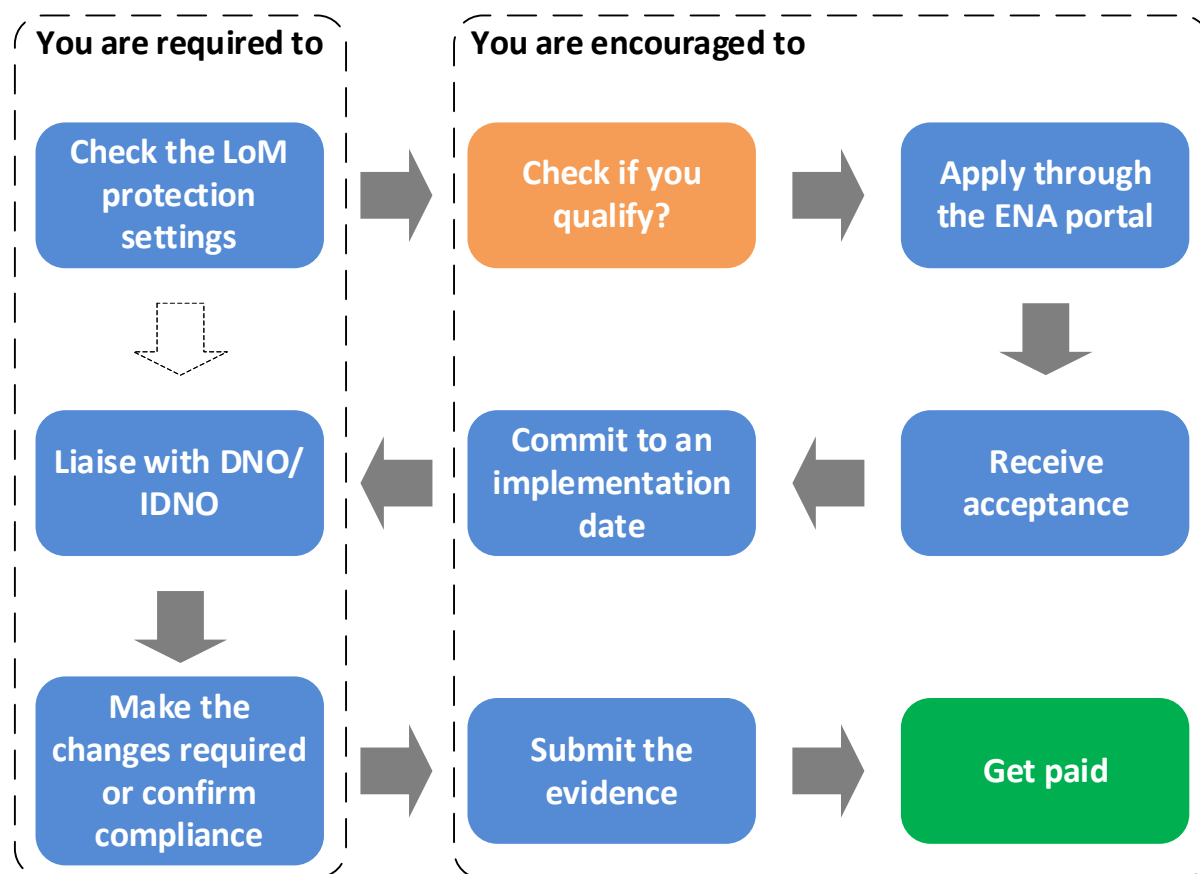 You are required to
You are encouraged to
Check the LoM
protection
settings
Check if you
qualify?
Apply through
the ENA portal
Liaise with DNO/
IDNO
Commit to an
implementation
date
Receive
acceptance
Make the
changes required
or confirm
compliance
Submit the
evidence
Get paid